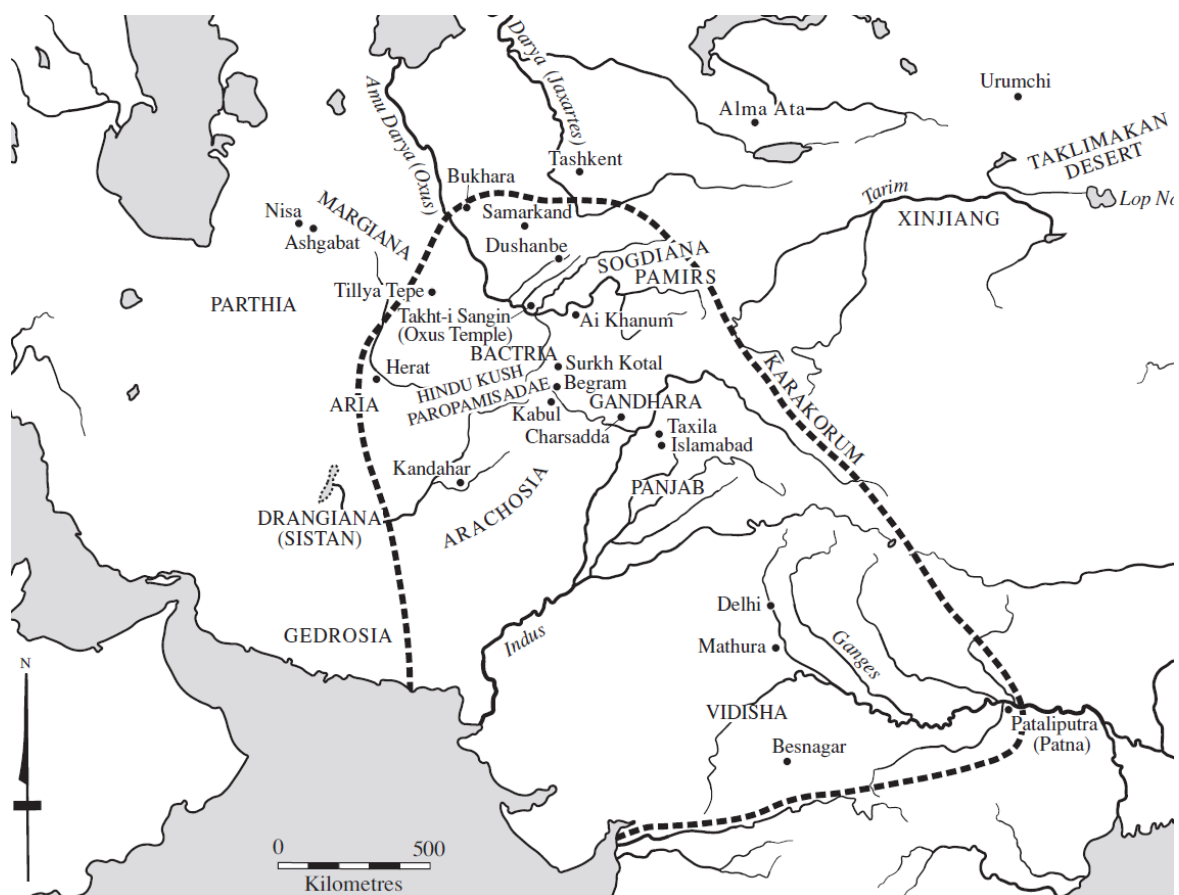 Darya (Jaxartes)
Amu Darya (Oxus)
Urumchi
Alma Ata
TAKLIMAKAN
DESERT
Tashkent
Bukhara
Tarim
Lop No
MARGIANA
Nisa
Samarkand
XINJIANG
Ashgabat
Dushanbe
SOGDIANA
PAMIRS
Tillya Tepe
PARTHIA
Takht-i Sangin
(Oxus Temple)
Ai Khanum
BACTRIA
Surkh Kotal
Herat
HINDU KUSH
PAROPAMISADAE
Begram
KARAKORUM
ARIA
Kabul
GANDHARA
Charsadda
Taxila
Islamabad
Kandahar
PANJAB
ARACHOSIA
DRANGIANA
(SISTAN)
Delhi
GEDROSIA
Indus
Mathura
Ganges
N
VIDISHA
Pataliputra
(Patna)
Besnagar
0 500
Kilometres